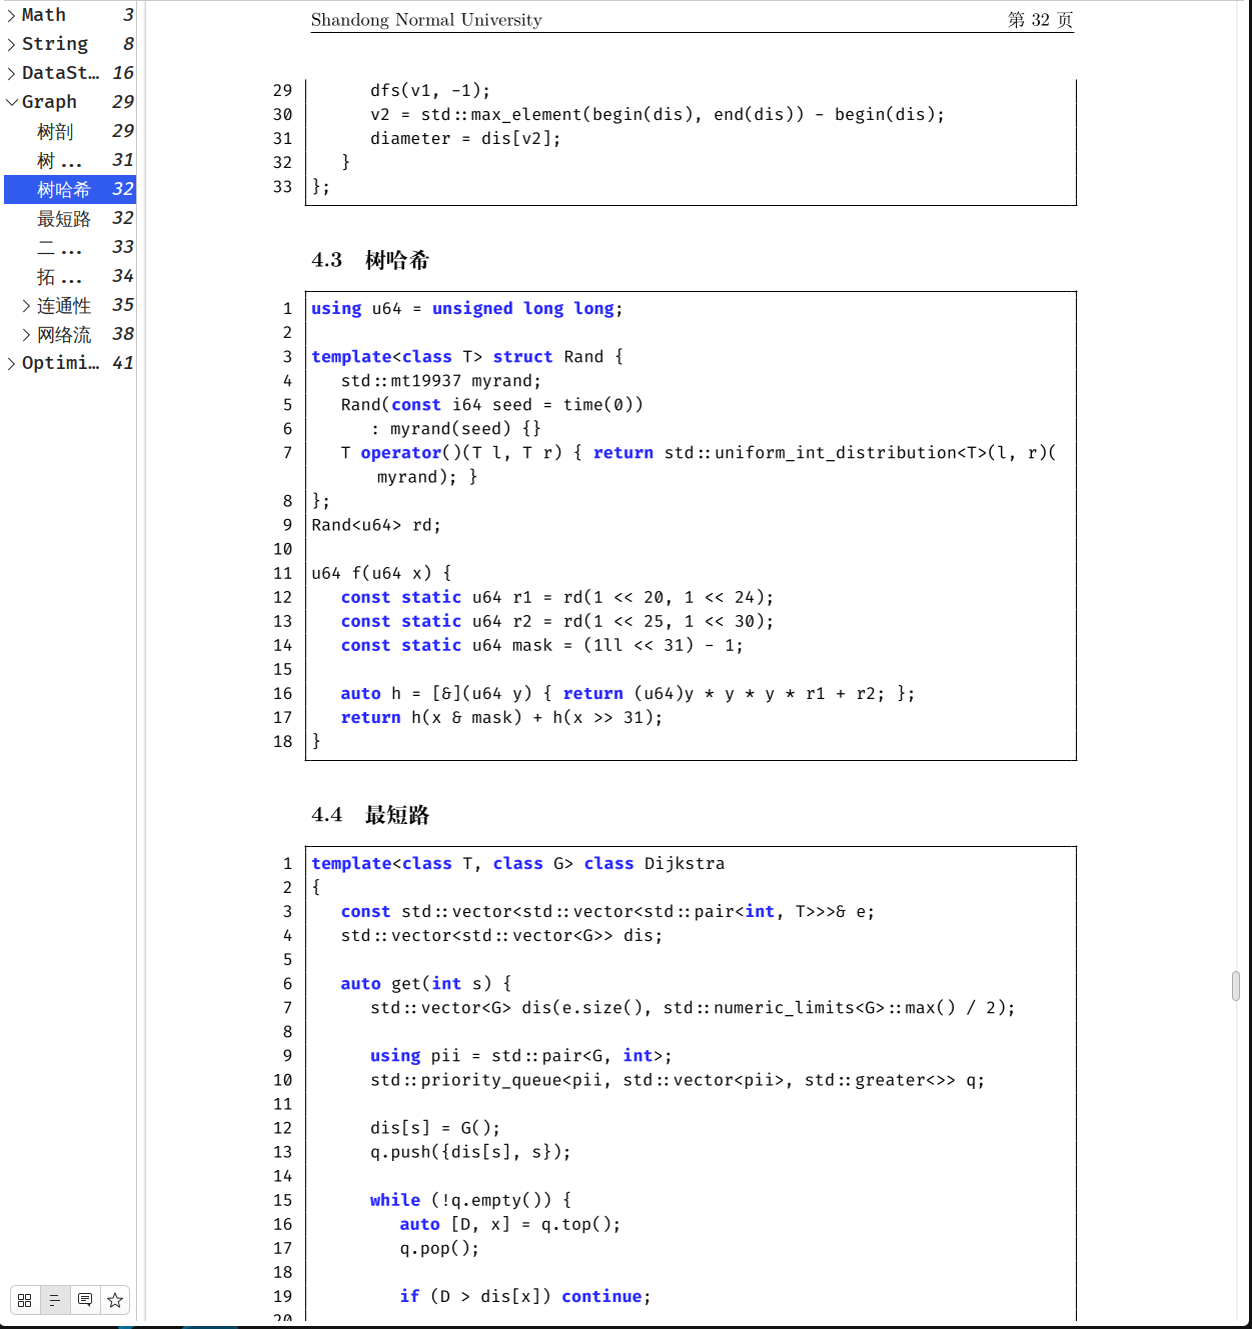 Math 3
String 8
DataSt… 16
Graph 29
树剖 29
树 … 31
树哈希 32
最短路 32
二 … 33
拓 … 34
连通性 35
网络流 38
Optimi… 41
Shandong Normal University 第 32 页
29 dfs(v1, -1);
30 v2 = std::max_element(begin(dis), end(dis)) - begin(dis);
31 diameter = dis[v2];
32 }
33 };
4.3 树哈希
1 using u64 = unsigned long long;
2
3 template<class T> struct Rand {
4 std::mt19937 myrand;
5 Rand(const i64 seed = time(0))
6 : myrand(seed) {}
7 T operator()(T l, T r) { return std::uniform_int_distribution<T>(l, r)(
myrand); }
8 };
9 Rand<u64> rd;
10
11 u64 f(u64 x) {
12 const static u64 r1 = rd(1 << 20, 1 << 24);
13 const static u64 r2 = rd(1 << 25, 1 << 30);
14 const static u64 mask = (1ll << 31) - 1;
15
16 auto h = [&](u64 y) { return (u64)y * y * y * r1 + r2; };
17 return h(x & mask) + h(x >> 31);
18 }
4.4 最短路
1 template<class T, class G> class Dijkstra
2 {
3 const std::vector<std::vector<std::pair<int, T>>>& e;
4 std::vector<std::vector<G>> dis;
5
6 auto get(int s) {
7 std::vector<G> dis(e.size(), std::numeric_limits<G>::max() / 2);
8
9 using pii = std::pair<G, int>;
10 std::priority_queue<pii, std::vector<pii>, std::greater<>> q;
11
12 dis[s] = G();
13 q.push({dis[s], s});
14
15 while (!q.empty()) {
16 auto [D, x] = q.top();
17 q.pop();
18
19 if (D > dis[x]) continue;
20